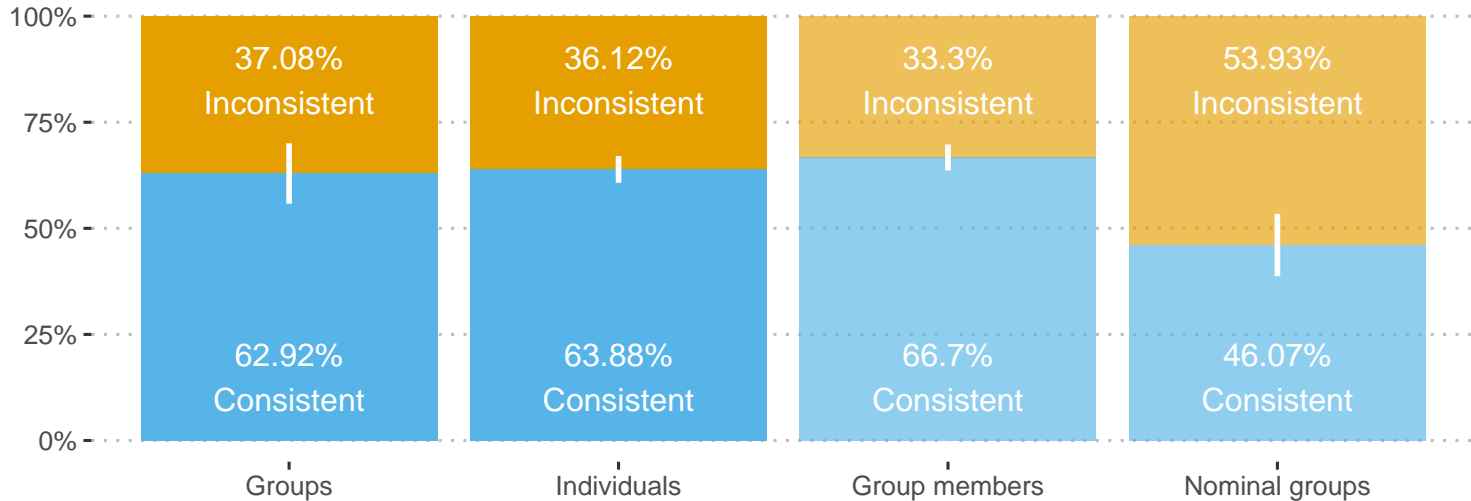 100%
75%
50%
25%
0%
37.08%
Inconsistent
62.92%
Consistent
36.12%
Inconsistent
63.88%
Consistent
33.3%
Inconsistent
66.7%
Consistent
53.93%
Inconsistent
46.07%
Consistent
Groups
Individuals
Group members
Nominal groups